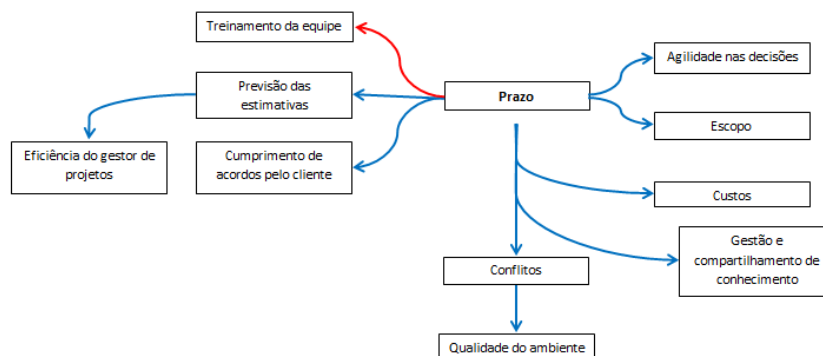 Treinamento da equipe
Agilidade nas decisões
Previsão das
estimativas
Prazo
Escopo
Eficiência do gestor de
projetos
Cumprimento de
acordos pelo cliente
Custos
Gestão e
compartilhamento de
conhecimento
Conflitos
Qualidade do ambiente